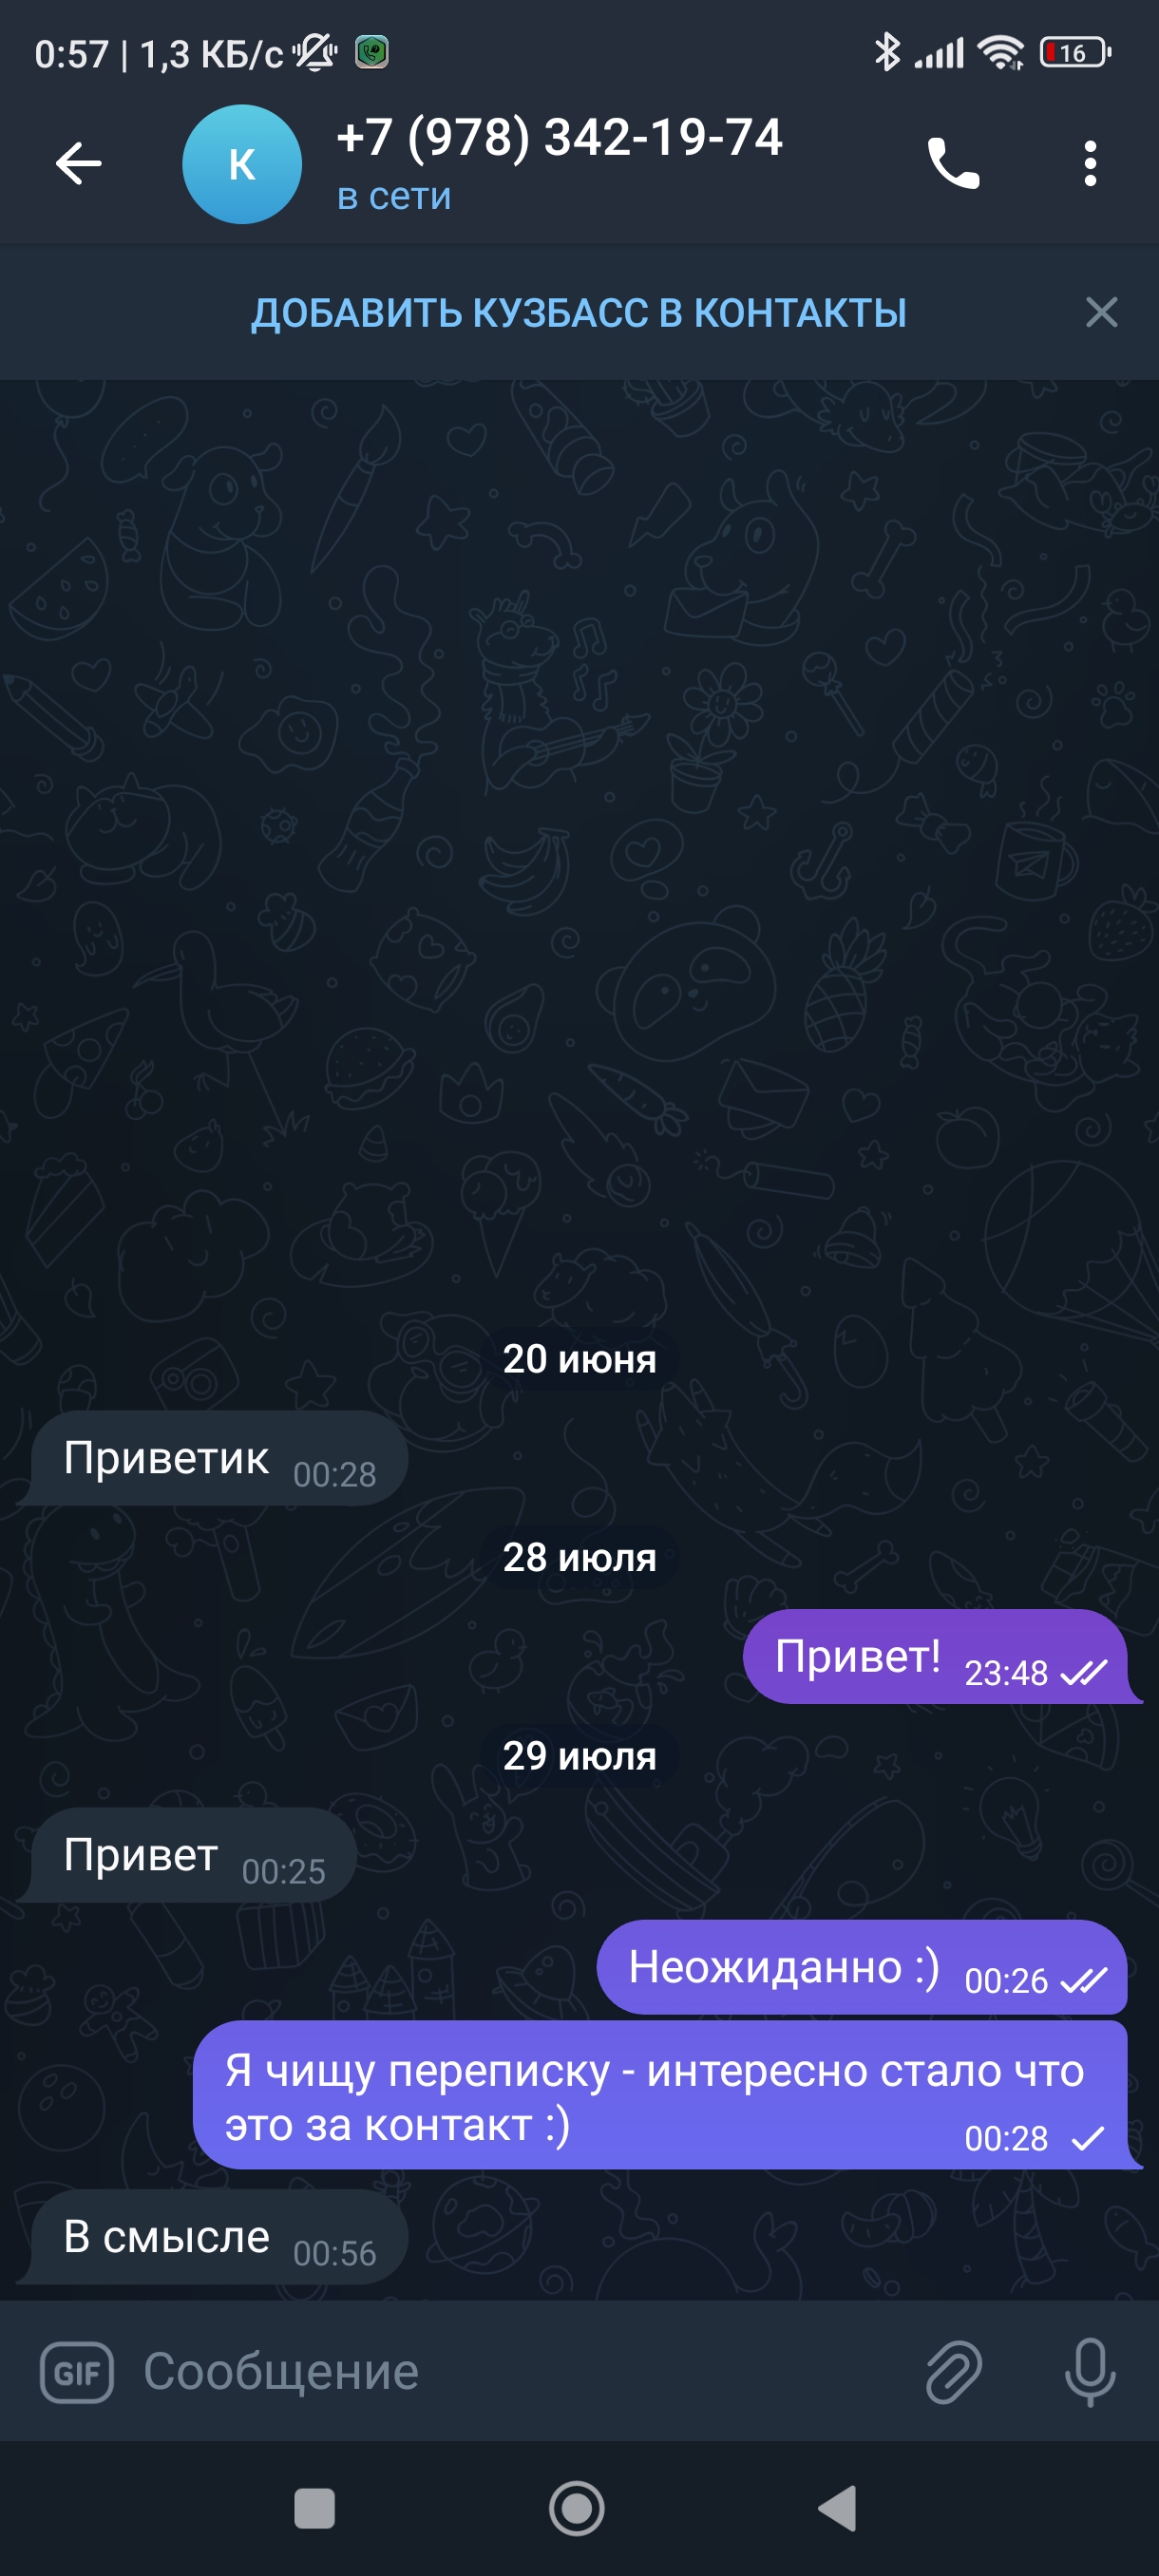 0:57 | 1,3 КБ/с
16
К
+7 (978) 342-19-74
в сети
ДОБАВИТЬ КУЗБАСС В КОНТАКТЫ
20 июня
Приветик 00:28
28 июля
Привет! 23:48
29 июля
Привет 00:25
Неожиданно :) 00:26
Я чищу переписку - интересно стало что
это за контакт :) 00:28
В смысле 00:56
GIF Сообщение